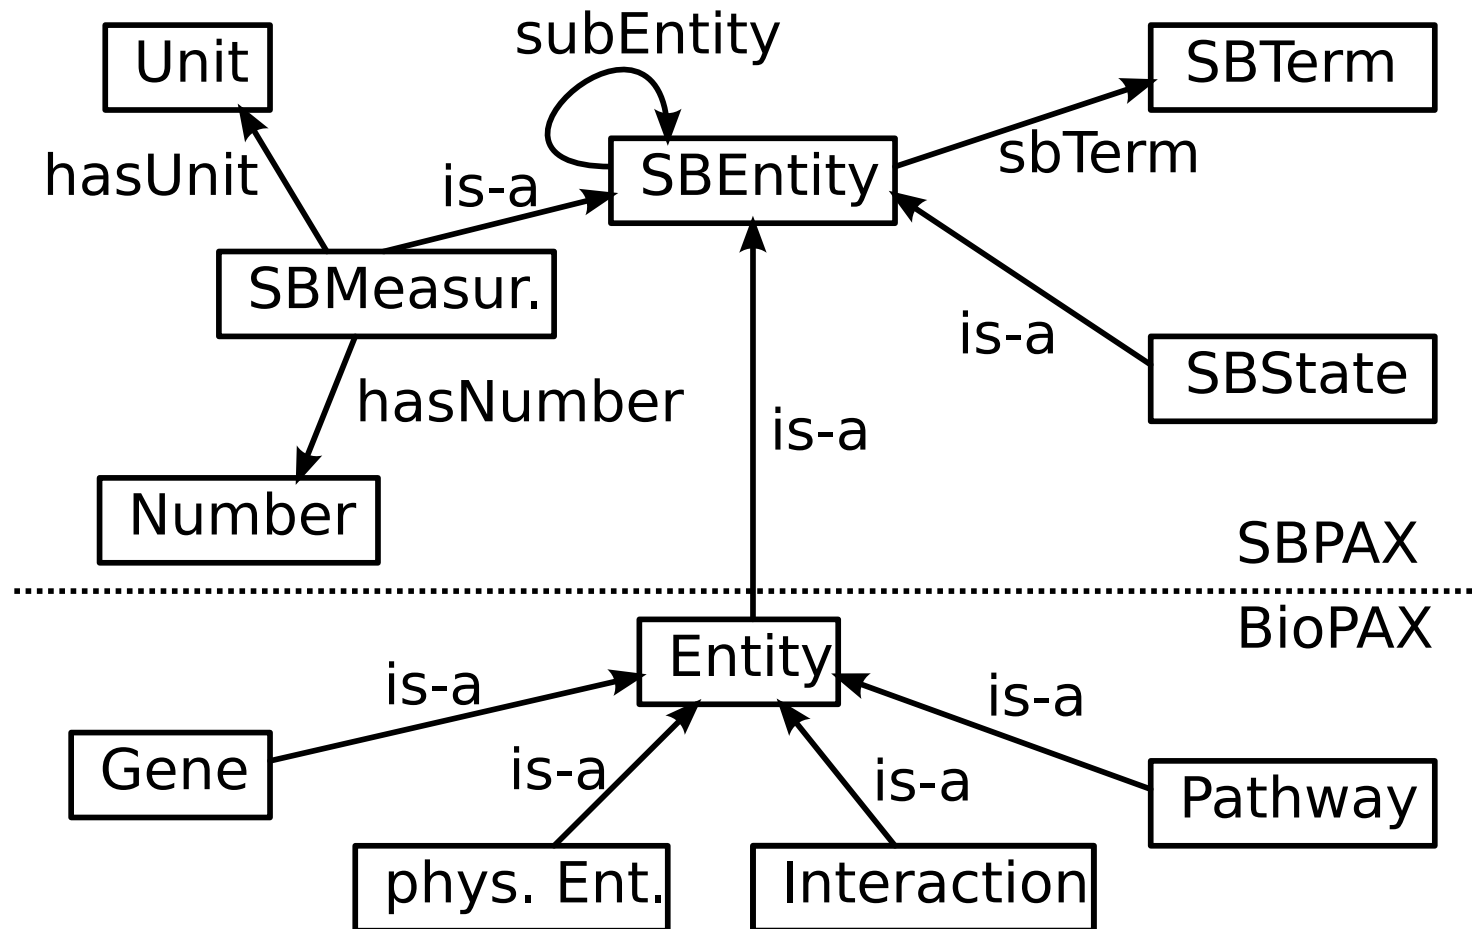 subEntity
Unit
SBTerm
hasUnit
is-a
SBEntity
sbTerm
SBMeasur.
is-a
SBState
hasNumber
is-a
Number
SBPAX
BioPAX
Entity
is-a
is-a
Gene
is-a
is-a
Pathway
phys. Ent.
Interaction